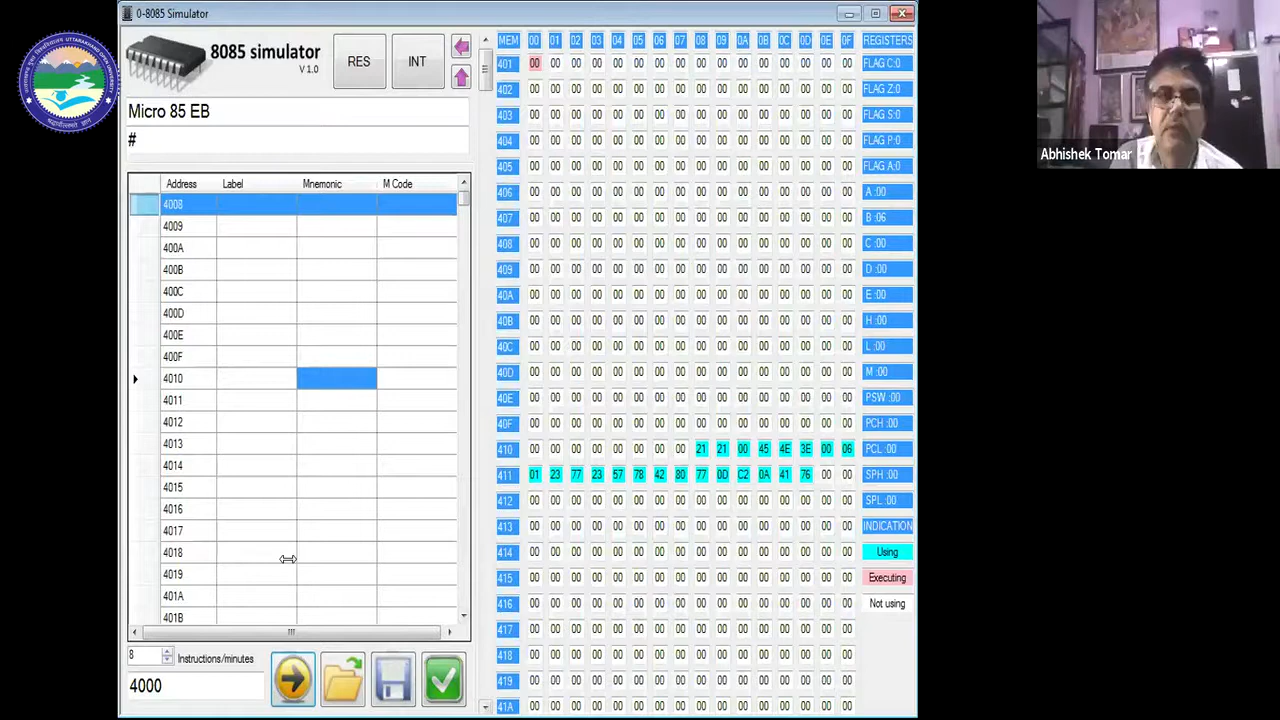 0-8085 Simulator
8085 simulator
V 1.0
RES
INT
Micro 85 EB
#
Address Label Mnemonic M Code
4008
4009
400A
400B
400C
400D
400E
400F
4010
4011
4012
4013
4014
4015
4016
4017
4018
4019
401A
401B
8
Instructions/minutes
4000
MEM 00 01 02 03 04 05 06 07 08 09 0A 0B 0C 0D 0E 0F REGISTERS
401 00 00 00 00 00 00 00 00 00 00 00 00 00 00 00 00 FLAG C:0
402 00 00 00 00 00 00 00 00 00 00 00 00 00 00 00 00 FLAG Z:0
403 00 00 00 00 00 00 00 00 00 00 00 00 00 00 00 00 FLAG S:0
404 00 00 00 00 00 00 00 00 00 00 00 00 00 00 00 00 FLAG P:0
405 00 00 00 00 00 00 00 00 00 00 00 00 00 00 00 00 FLAG A:0
406 00 00 00 00 00 00 00 00 00 00 00 00 00 00 00 00 A :00
407 00 00 00 00 00 00 00 00 00 00 00 00 00 00 00 00 B :06
408 00 00 00 00 00 00 00 00 00 00 00 00 00 00 00 00 C :00
409 00 00 00 00 00 00 00 00 00 00 00 00 00 00 00 00 D :00
40A 00 00 00 00 00 00 00 00 00 00 00 00 00 00 00 00 E :00
40B 00 00 00 00 00 00 00 00 00 00 00 00 00 00 00 00 H :00
40C 00 00 00 00 00 00 00 00 00 00 00 00 00 00 00 00 L :00
40D 00 00 00 00 00 00 00 00 00 00 00 00 00 00 00 00 M :00
40E 00 00 00 00 00 00 00 00 00 00 00 00 00 00 00 00 PSW :00
40F 00 00 00 00 00 00 00 00 00 00 00 00 00 00 00 00 PCH :00
410 00 00 00 00 00 00 00 00 21 21 00 45 4E 3E 00 06 PCL :00
411 01 23 77 23 57 78 42 80 77 0D C2 0A 41 76 00 00 SPH :00
412 00 00 00 00 00 00 00 00 00 00 00 00 00 00 00 00 SPL :00
413 00 00 00 00 00 00 00 00 00 00 00 00 00 00 00 00 INDICATION
414 00 00 00 00 00 00 00 00 00 00 00 00 00 00 00 00 Using
415 00 00 00 00 00 00 00 00 00 00 00 00 00 00 00 00 Executing
416 00 00 00 00 00 00 00 00 00 00 00 00 00 00 00 00 Not using
417 00 00 00 00 00 00 00 00 00 00 00 00 00 00 00 00
418 00 00 00 00 00 00 00 00 00 00 00 00 00 00 00 00
419 00 00 00 00 00 00 00 00 00 00 00 00 00 00 00 00
41A 00 00 00 00 00 00 00 00 00 00 00 00 00 00 00 00
Abhishek Tomar